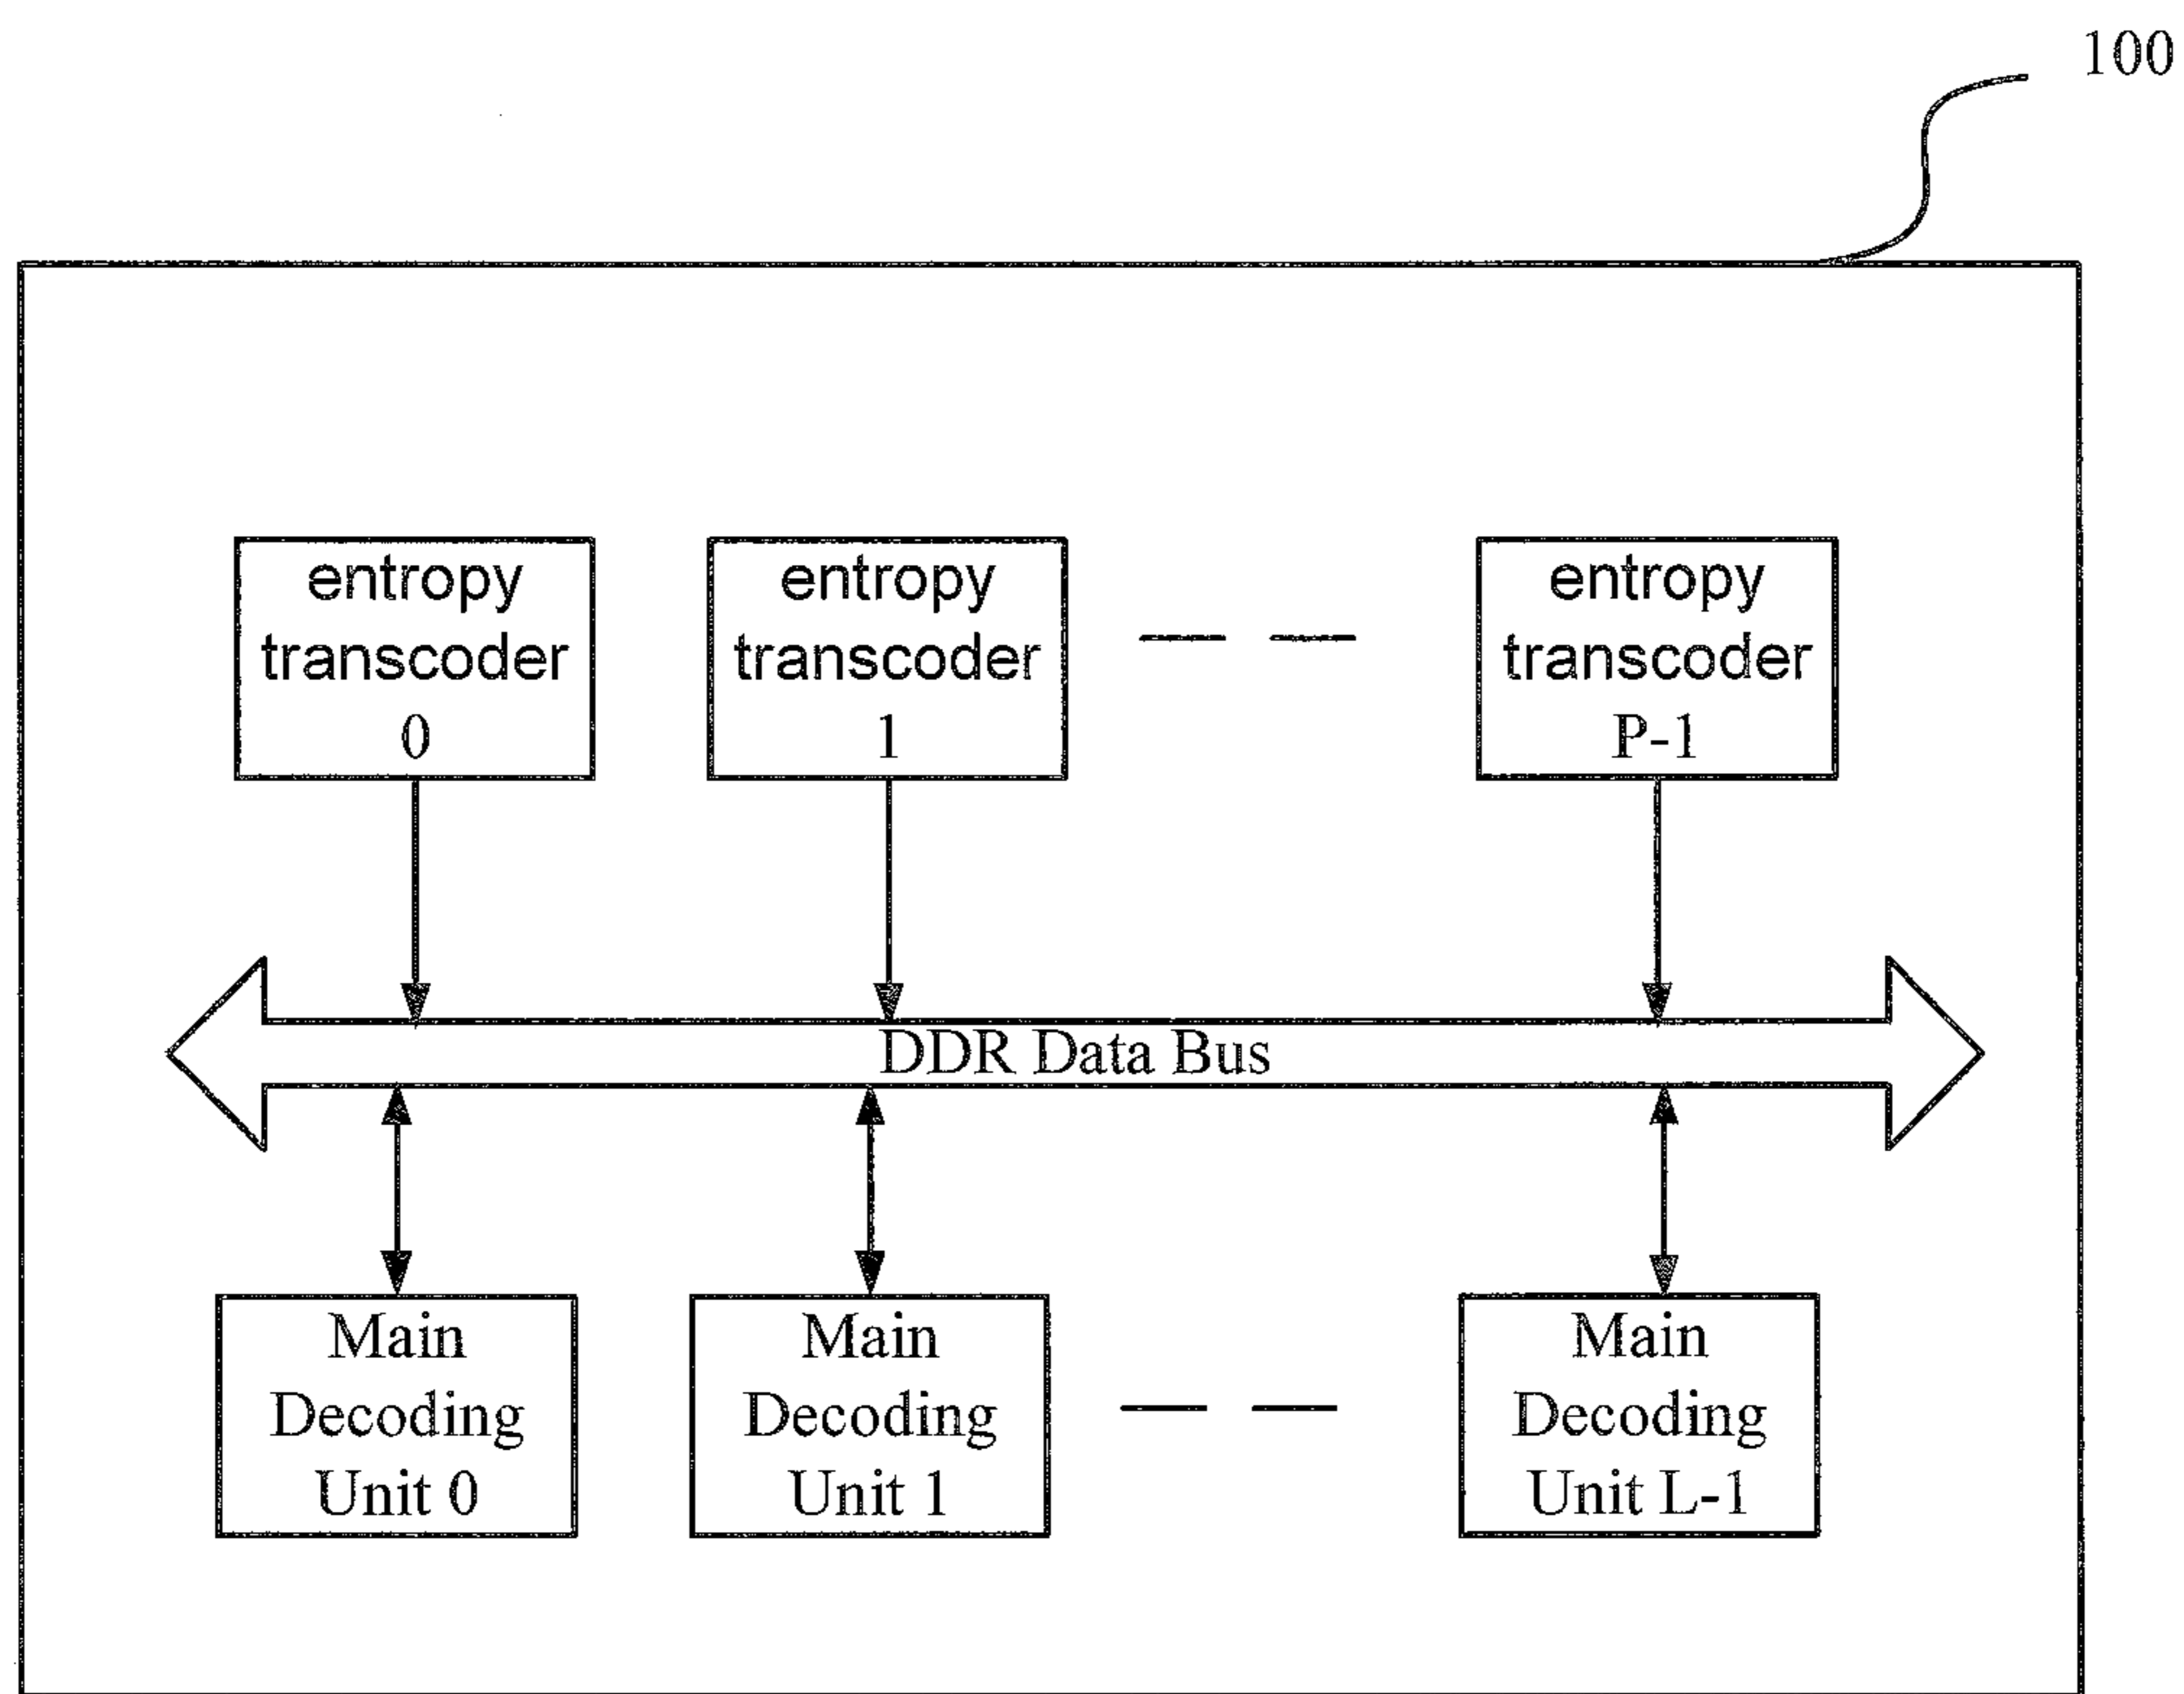 100
entropy
transcoder
0
entropy
transcoder
1
entropy
transcoder
P-1
DDR Data Bus
Main
Decoding
Unit 0
Main
Decoding
Unit 1
Main
Decoding
Unit L-1